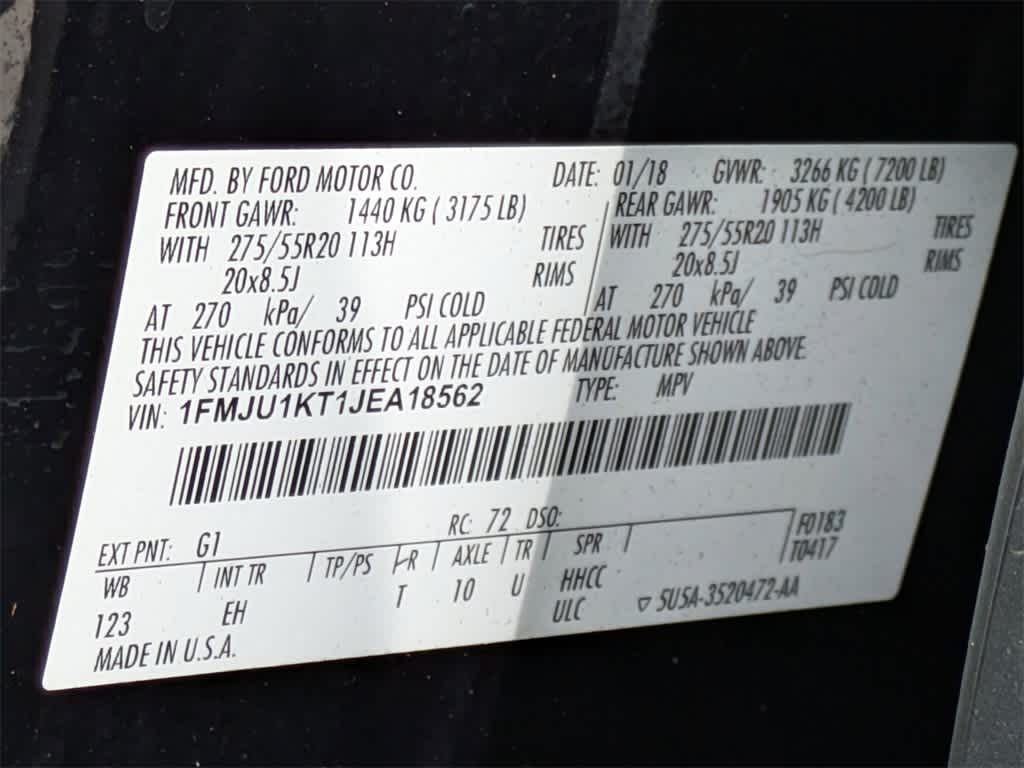 MFD. BY FORD MOTOR CO. DATE: 01/18 GVWR: 3266 KG ( 7200 LB)
FRONT GAWR: 1440 KG ( 3175 LB) REAR GAWR: 1905 KG ( 4200 LB)
WITH 275/55R20 113H TIRES WITH 275/55R20 113H TIRES
20x8.5J RIMS 20x8.5J RIMS
AT 270 kPa/ 39 PSI COLD AT 270 kPa/ 39 PSI COLD
THIS VEHICLE CONFORMS TO ALL APPLICABLE FEDERAL MOTOR VEHICLE
SAFETY STANDARDS IN EFFECT ON THE DATE OF MANUFACTURE SHOWN ABOVE.
VIN: 1FMJU1KT1JEA18562 TYPE: MPV
EXT PNT: G1 RC: 72 DSO: F0183
WB INT TR TP/PS R AXLE TR SPR T0417
123 EH T 10 U HHCC
ULC 5U5A-3520472-AA
MADE IN U.S.A.